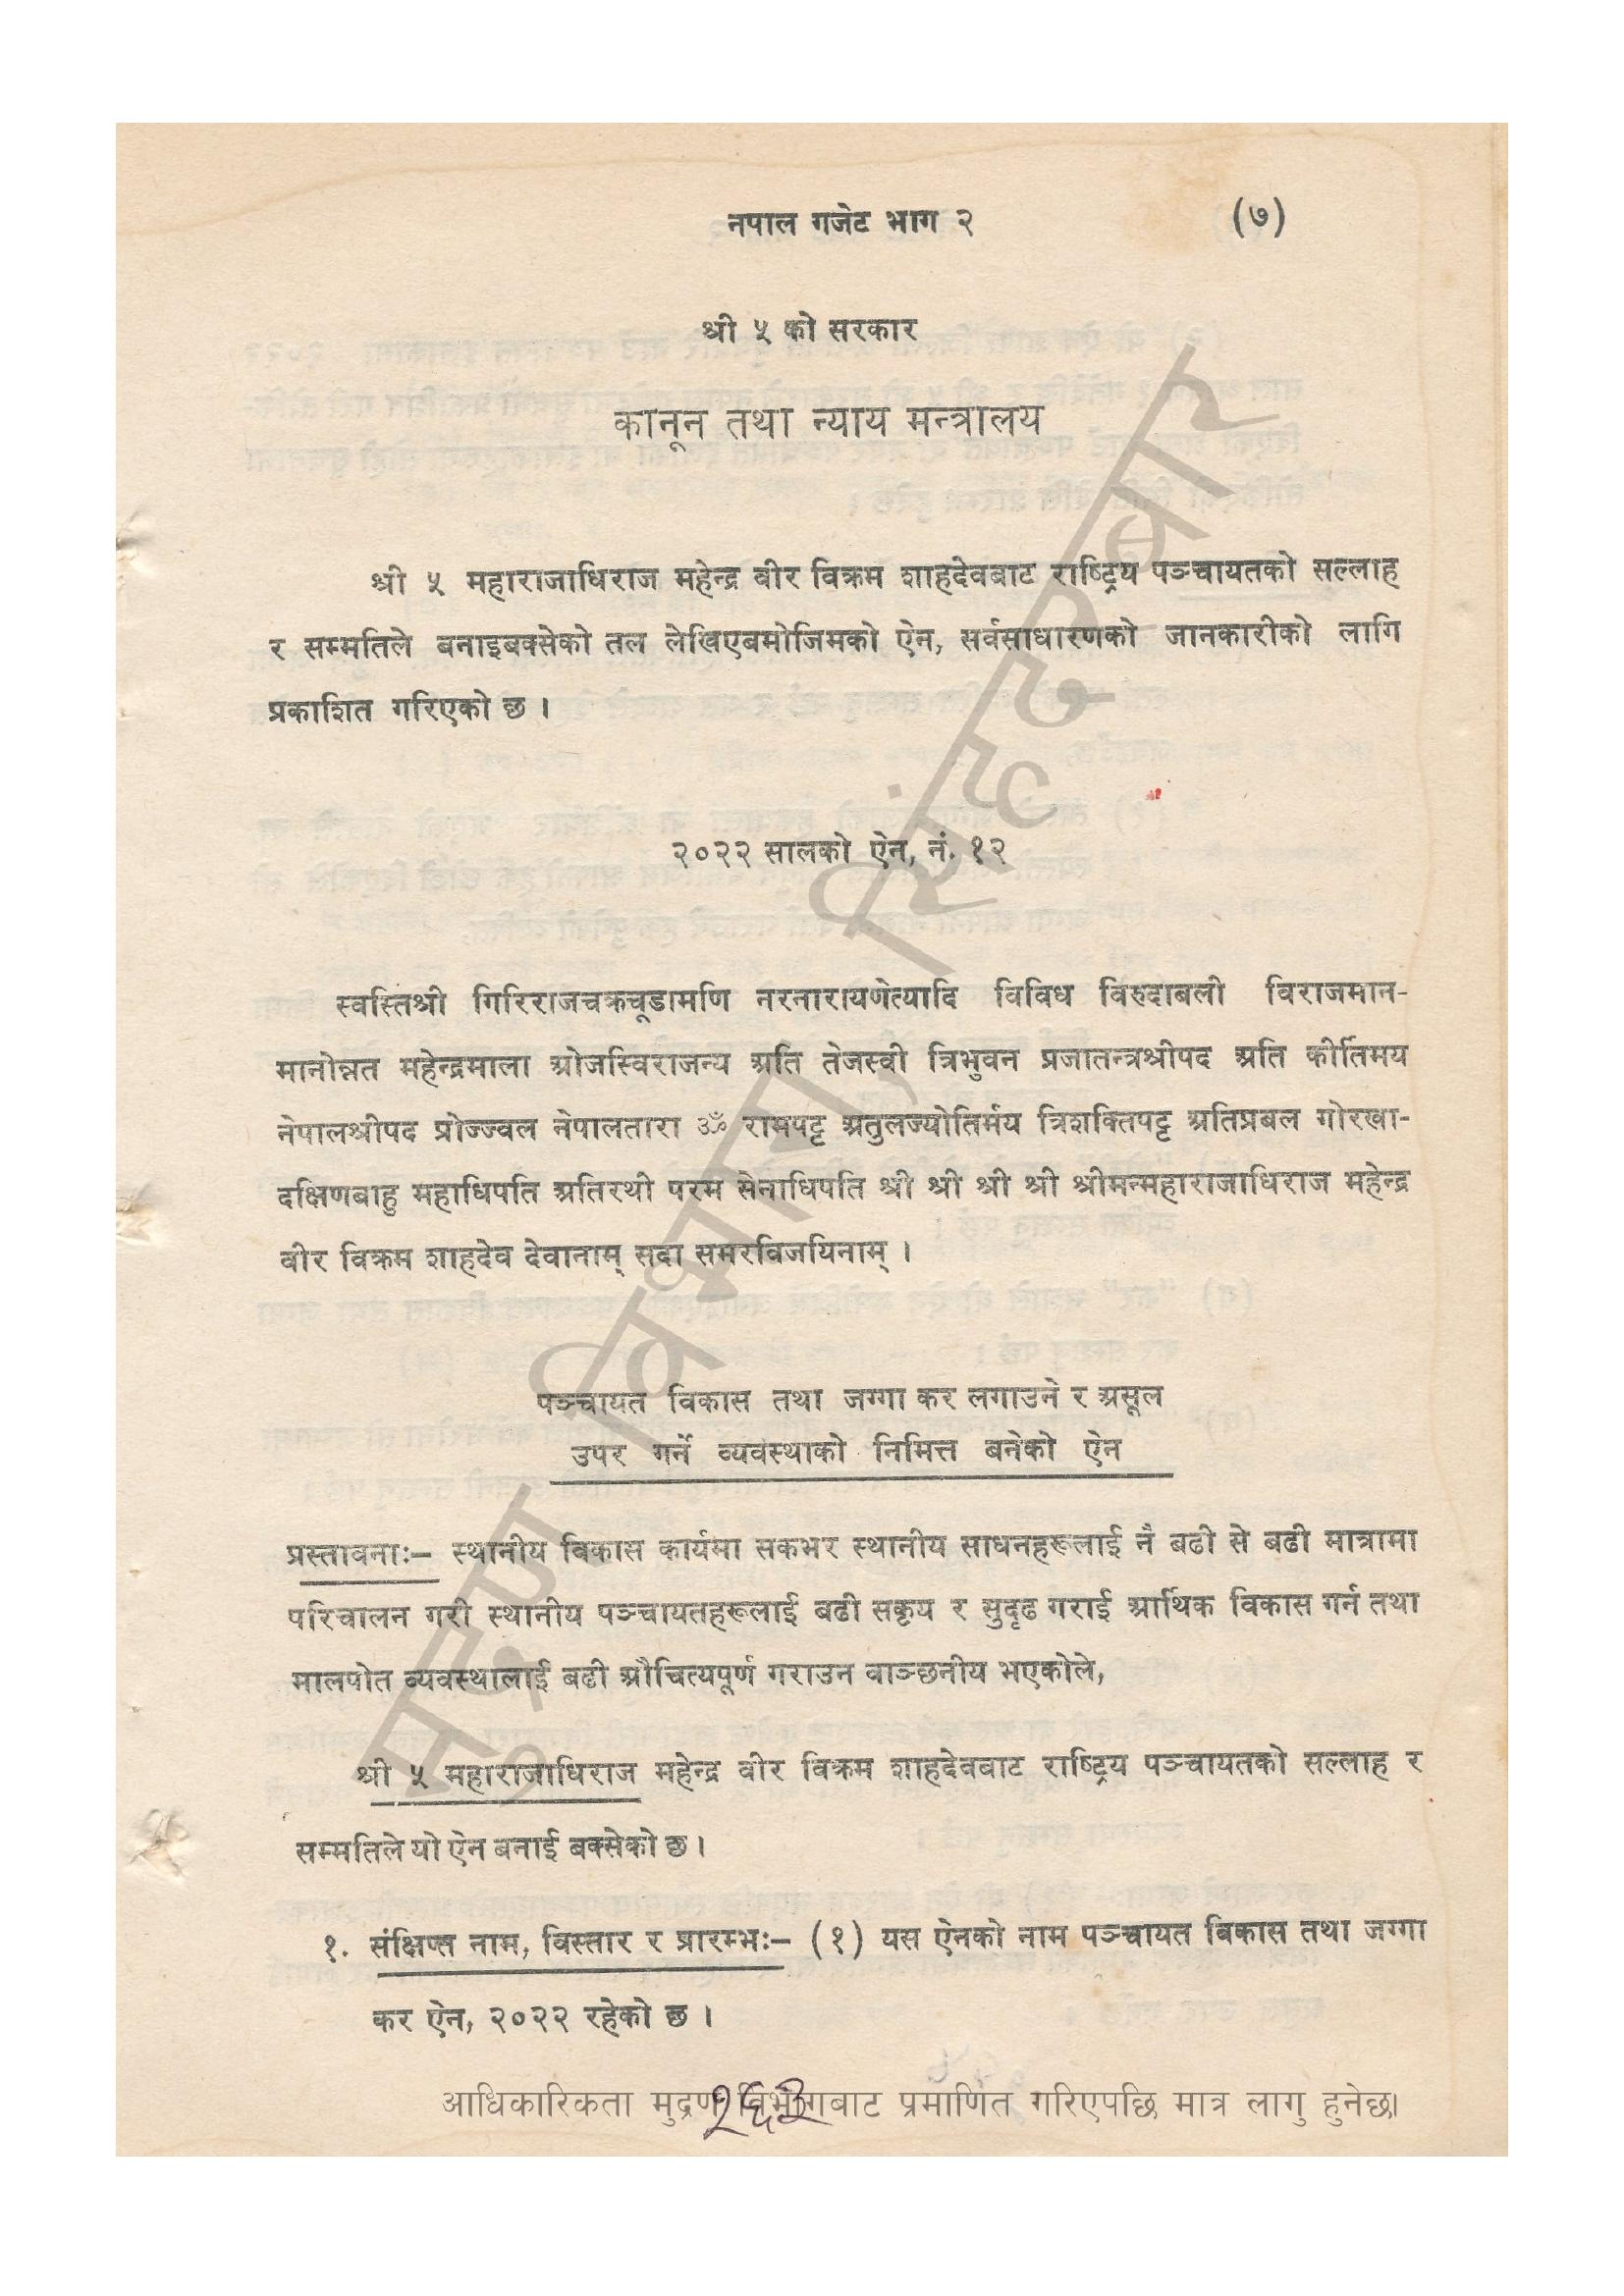 नपाल गजेट भाग २ (७)
श्री ५ को सरकार
कानून तथा न्याय मन्त्रालय
श्री ५ महाराजाधिराज महेन्द्र बीर विक्रम शाहदेवबाट राष्ट्रिय पञ्चायतको सल्लाह
र सम्मतिले बनाइबक्सेको तल लेखिएबमोजिमको ऐन, सर्वसाधारणको जानकारीको लागि
प्रकाशित गरिएको छ ।
२०२२ सालको ऐन, नं. १२
स्वस्तिश्री गिरिराजचक्रचूडामणि नरनारायणेत्यादि विविध विरुदाबली विराजमान-
मानोन्नत महेन्द्रमाला ओजस्विराजन्य अति तेजस्वी त्रिभुवन प्रजातन्त्रश्रीपद अति कीर्तिमय
नेपालश्रीपद प्रोज्ज्वल नेपालतारा ॐ रामपट्ट अतुलज्योतिर्मय त्रिशक्तिपट्ट अतिप्रबल गोरखा-
दक्षिणबाहु महाधिपति अतिरथी परम सेनाधिपति श्री श्री श्री श्री श्रीमन्महाराजाधिराज महेन्द्र
वीर विक्रम शाहदेव देवानाम् सदा समरविजयिनाम् ।
पञ्चायत विकास तथा जग्गा कर लगाउने र असूल
उपर गर्ने व्यवस्थाको निमित्त बनेको ऐन
प्रस्तावनाः– स्थानीय विकास कार्यमा सकभर स्थानीय साधनहरूलाई नै बढी से बढी मात्रामा
परिचालन गरी स्थानीय पञ्चायतहरूलाई बढी सकृय र सुदृढ गराई आर्थिक विकास गर्न तथा
मालपोत व्यवस्थालाई बढी औचित्यपूर्ण गराउन वाञ्छनीय भएकोले,
श्री ५ महाराजाधिराज महेन्द्र वीर विक्रम शाहदेवबाट राष्ट्रिय पञ्चायतको सल्लाह र
सम्मतिले यो ऐन बनाई बक्सेको छ ।
१. संक्षिप्त नाम, विस्तार र प्रारम्भः– (१) यस ऐनको नाम पञ्चायत बिकास तथा जग्गा
कर ऐन, २०२२ रहेको छ ।
आधिकारिकता मुद्रण विभागबाट प्रमाणित गरिएपछि मात्र लागु हुनेछ।
२६३
मुद्रण विभाग, सिंहदरबार